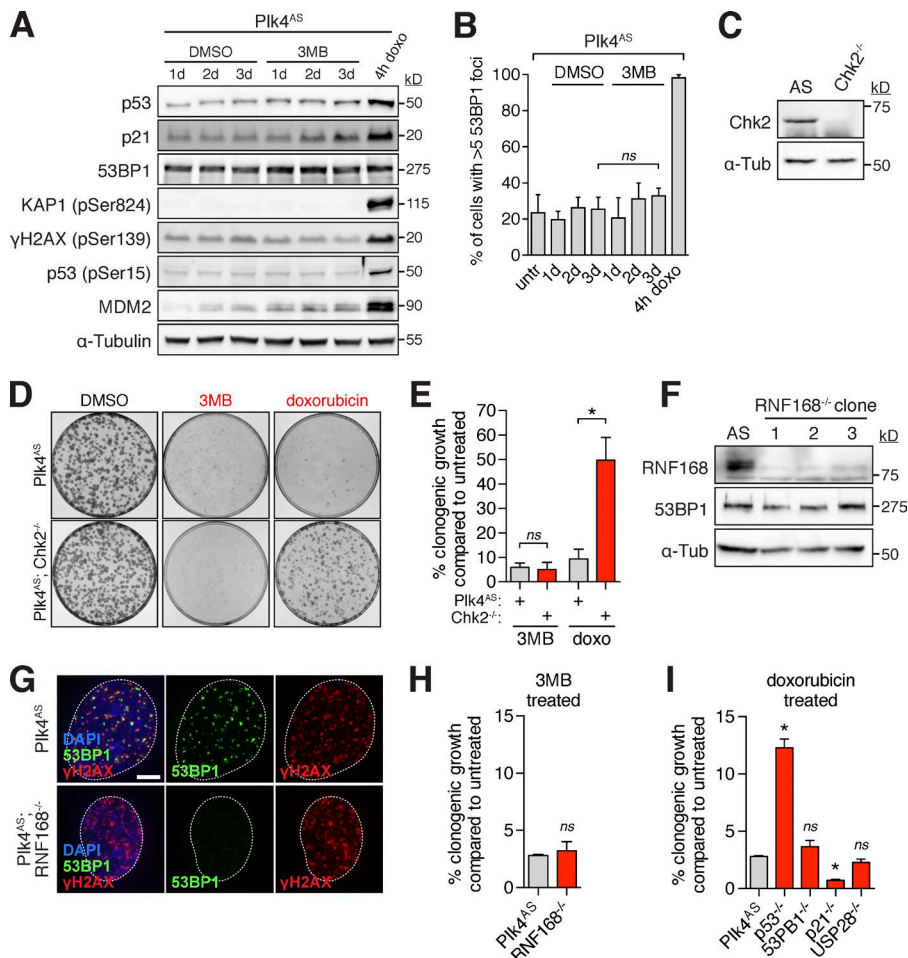 A
Plk4AS
DMSO 3MB 4h doxo
1d 2d 3d 1d 2d 3d kD
p53 50
p21 20
53BP1 275
KAP1 (pSer824) 115
γH2AX (pSer139) 20
p53 (pSer15) 50
MDM2 90
α-Tubulin 55
B
Plk4AS
DMSO 3MB
ns
% of cells with >5 53BP1 foci
100
80
60
40
20
0
untr 1d 2d 3d 1d 2d 3d 4h doxo
C
AS Chk2-/- kD
75
Chk2
α-Tub 50
D
DMSO 3MB doxorubicin
Plk4AS
Plk4AS; Chk2-/-
E
% clonogenic growth
compared to untreated
70
60
50
40
30
20
10
0
ns *
Plk4AS: + +
Chk2-/-: + +
3MB doxo
F
RNF168-/- clone
AS 1 2 3 kD
RNF168 75
53BP1 275
α-Tub 50
G
Plk4AS
DAPI
53BP1
γH2AX 53BP1 γH2AX
Plk4AS;
RNF168-/-
DAPI
53BP1
γH2AX 53BP1 γH2AX
H
3MB
treated
% clonogenic growth
compared to untreated
15
10
5
0
ns
Plk4AS RNF168-/-
I
doxorubicin
treated
% clonogenic growth
compared to untreated
15
10
5
0
* ns * ns
Plk4AS p53-/- 53PB1-/- p21-/- USP28-/-